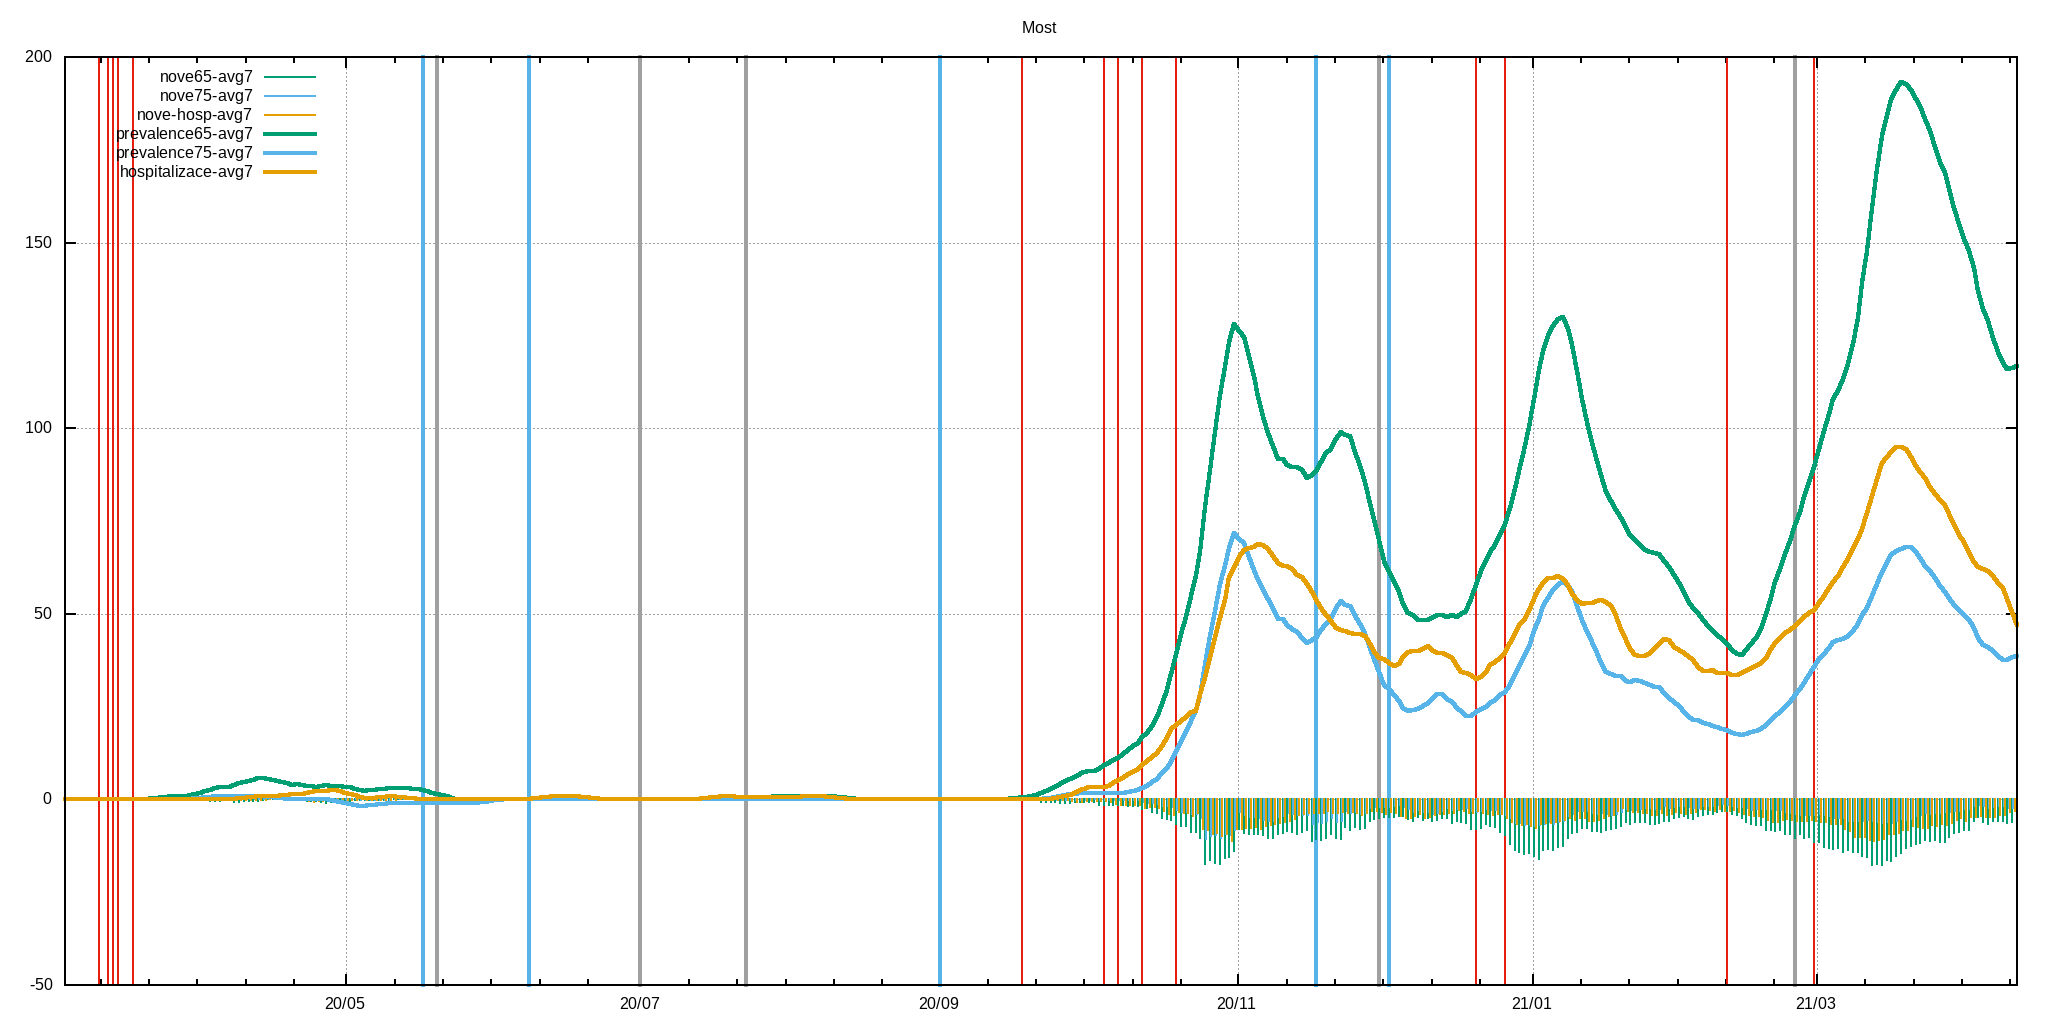 Most
200
150
100
50
0
-50
nove65-avg7
nove75-avg7
nove-hosp-avg7
prevalence65-avg7
prevalence75-avg7
hospitalizace-avg7
20/05 20/07 20/09 20/11 21/01 21/03